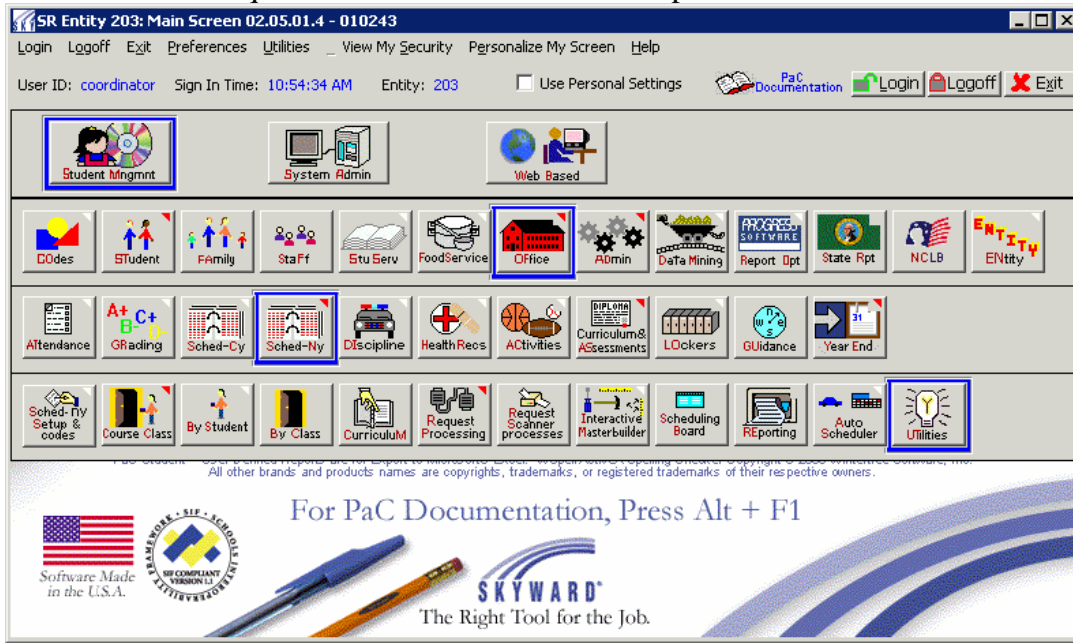 SR Entity 203: Main Screen 02.05.01.4 - 010243
Login Logoff Exit Preferences Utilities _ View My Security Personalize My Screen Help
User ID: coordinator Sign In Time: 10:54:34 AM Entity: 203 Use Personal Settings PaC Documentation Login Logoff Exit
Student Mngmnt System Admin Web Based
COdes STudent FAmily StaFf Stu Serv FoodService Office ADmin DaTa Mining PROGRESS SOFTWARE Report Opt State Rpt NCLB ENTITY ENtity
ATtendance A+ C+ B- D- GRading Sched-Cy Sched-Ny DIscipline HealthRecs ACtivities DIPLOMA Curriculum& ASsessments LOckers GUidance 31 Year End
Sched-ny Setup & codes Course Class By Student By Class CurriculuM Request Processing Request Scanner processes Interactive Masterbuilder Scheduling Board REporting Auto Scheduler UTilities
All other brands and products names are copyrights, trademarks, or registered trademarks of their respective owners.
For PaC Documentation, Press Alt + F1
SIF COMPLIANT
VERSION 1.1
SCHOOLS INTEROPERABILITY FRAMEWORK · SIF ·
Software Made
in the U.S.A.
SKYWARD
The Right Tool for the Job.